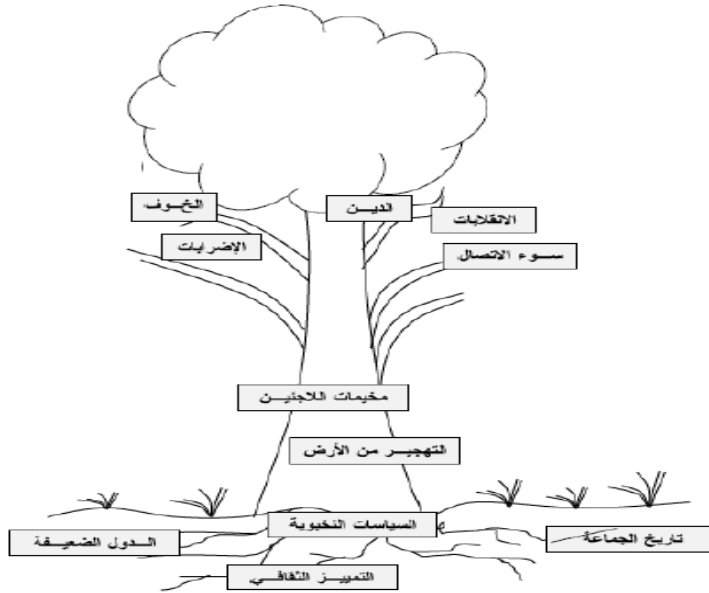 الخوف
الدين
الانقلابات
الإضرابات
سوء الاتصال
مخيمات اللاجئين
التهجير من الأرض
السياسات النخبوية
تاريخ الجماعة
الدول الضعيفة
التمييز الثقافي